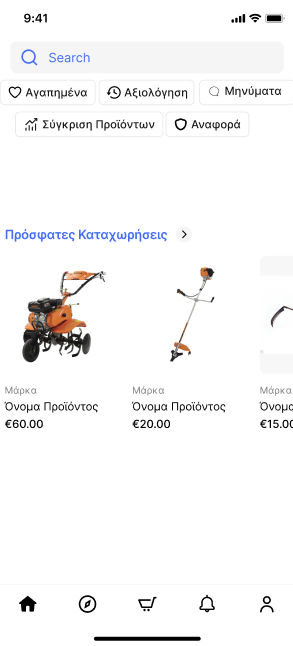 9:41
Search
Αγαπημένα
Αξιολόγηση
Μηνύματα
Σύγκριση Προϊόντων
Αναφορά
Πρόσφατες Καταχωρήσεις
Μάρκα
Μάρκα
Μάρκα
Όνομα Προϊόντος
Όνομα Προϊόντος
Όνομα
€60.00
€20.00
€15.00